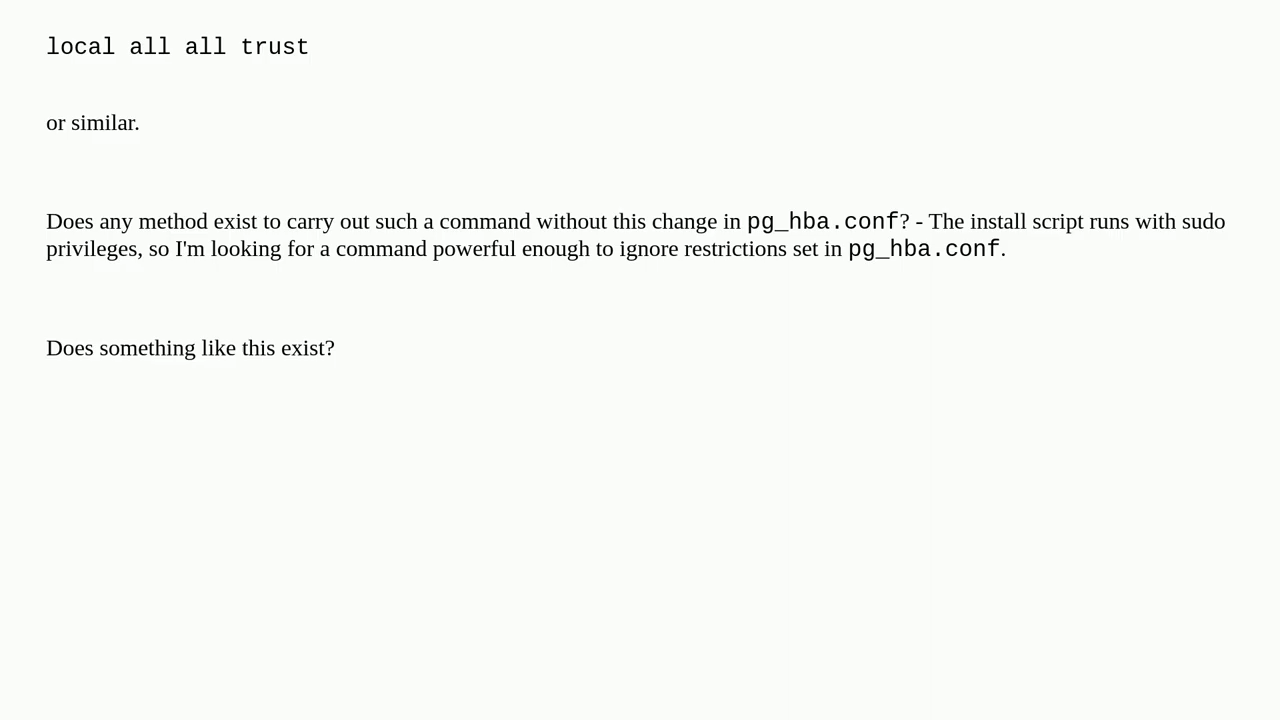 local all all trust
or similar.
Does any method exist to carry out such a command without this change in pg_hba.conf? - The install script runs with sudo
privileges, so I'm looking for a command powerful enough to ignore restrictions set in pg_hba.conf.
Does something like this exist?